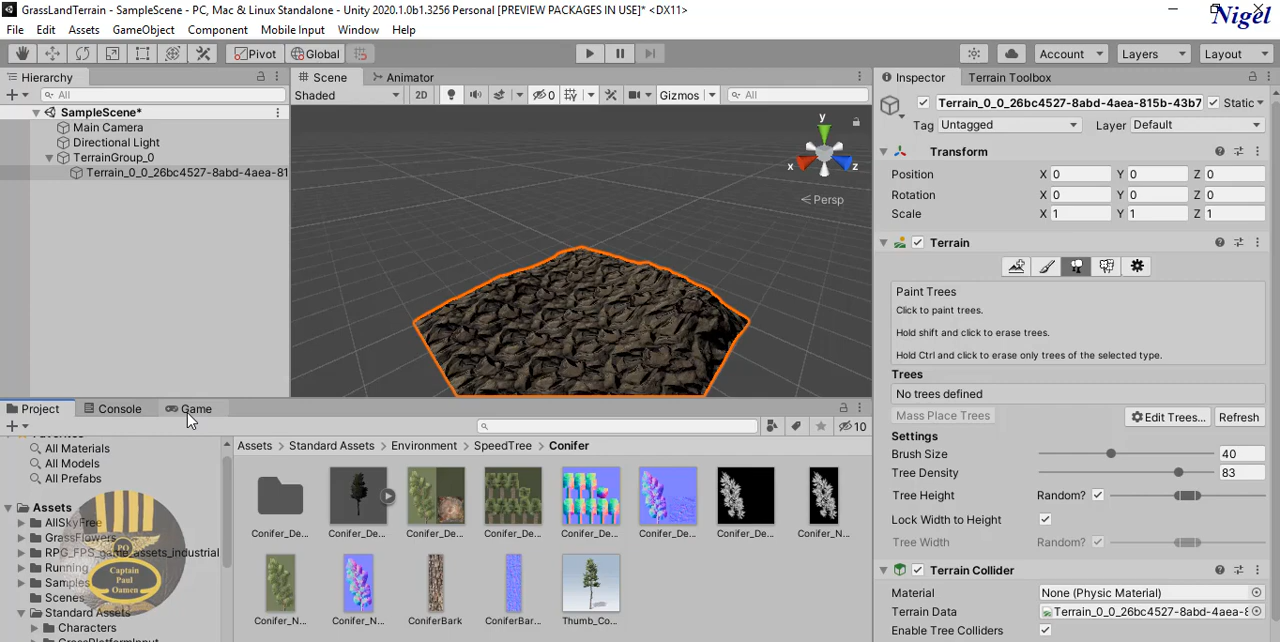 GrassLandTerrain - SampleScene - PC, Mac & Linux Standalone - Unity 2020.1.0b1.3256 Personal [PREVIEW PACKAGES IN USE]* <DX11>
Nigel
File Edit Assets GameObject Component Mobile Input Window Help
Pivot Global Account Layers Layout
Hierarchy
All
SampleScene*
Main Camera
Directional Light
TerrainGroup_0
Terrain_0_0_26bc4527-8abd-4aea-81
Scene Animator
Shaded 2D 0 Gizmos All
y
x z
Persp
Inspector Terrain Toolbox
Terrain_0_0_26bc4527-8abd-4aea-815b-43b7 Static
Tag Untagged Layer Default
Transform
Position X 0 Y 0 Z 0
Rotation X 0 Y 0 Z 0
Scale X 1 Y 1 Z 1
Terrain
Paint Trees
Click to paint trees.
Hold shift and click to erase trees.
Hold Ctrl and click to erase only trees of the selected type.
Trees
No trees defined
Mass Place Trees Edit Trees... Refresh
Settings
Brush Size 40
Tree Density 83
Tree Height Random?
Lock Width to Height
Tree Width Random?
Terrain Collider
Material None (Physic Material)
Terrain Data Terrain_0_0_26bc4527-8abd-4aea-8
Enable Tree Colliders
Project Console Game
10
All Materials
All Models
All Prefabs
Assets
AllSkyFree
GrassFlowers
RPG_FPS_game_assets_industrial
Running
Samples
Scenes
Standard Assets
Characters
PO
Captain
Paul
Oamen
Assets > Standard Assets > Environment > SpeedTree > Conifer
Conifer_De... Conifer_De... Conifer_De... Conifer_De... Conifer_De... Conifer_De... Conifer_De... Conifer_N...
Conifer_N... Conifer_N... ConiferBark ConiferBar... Thumb_Co...